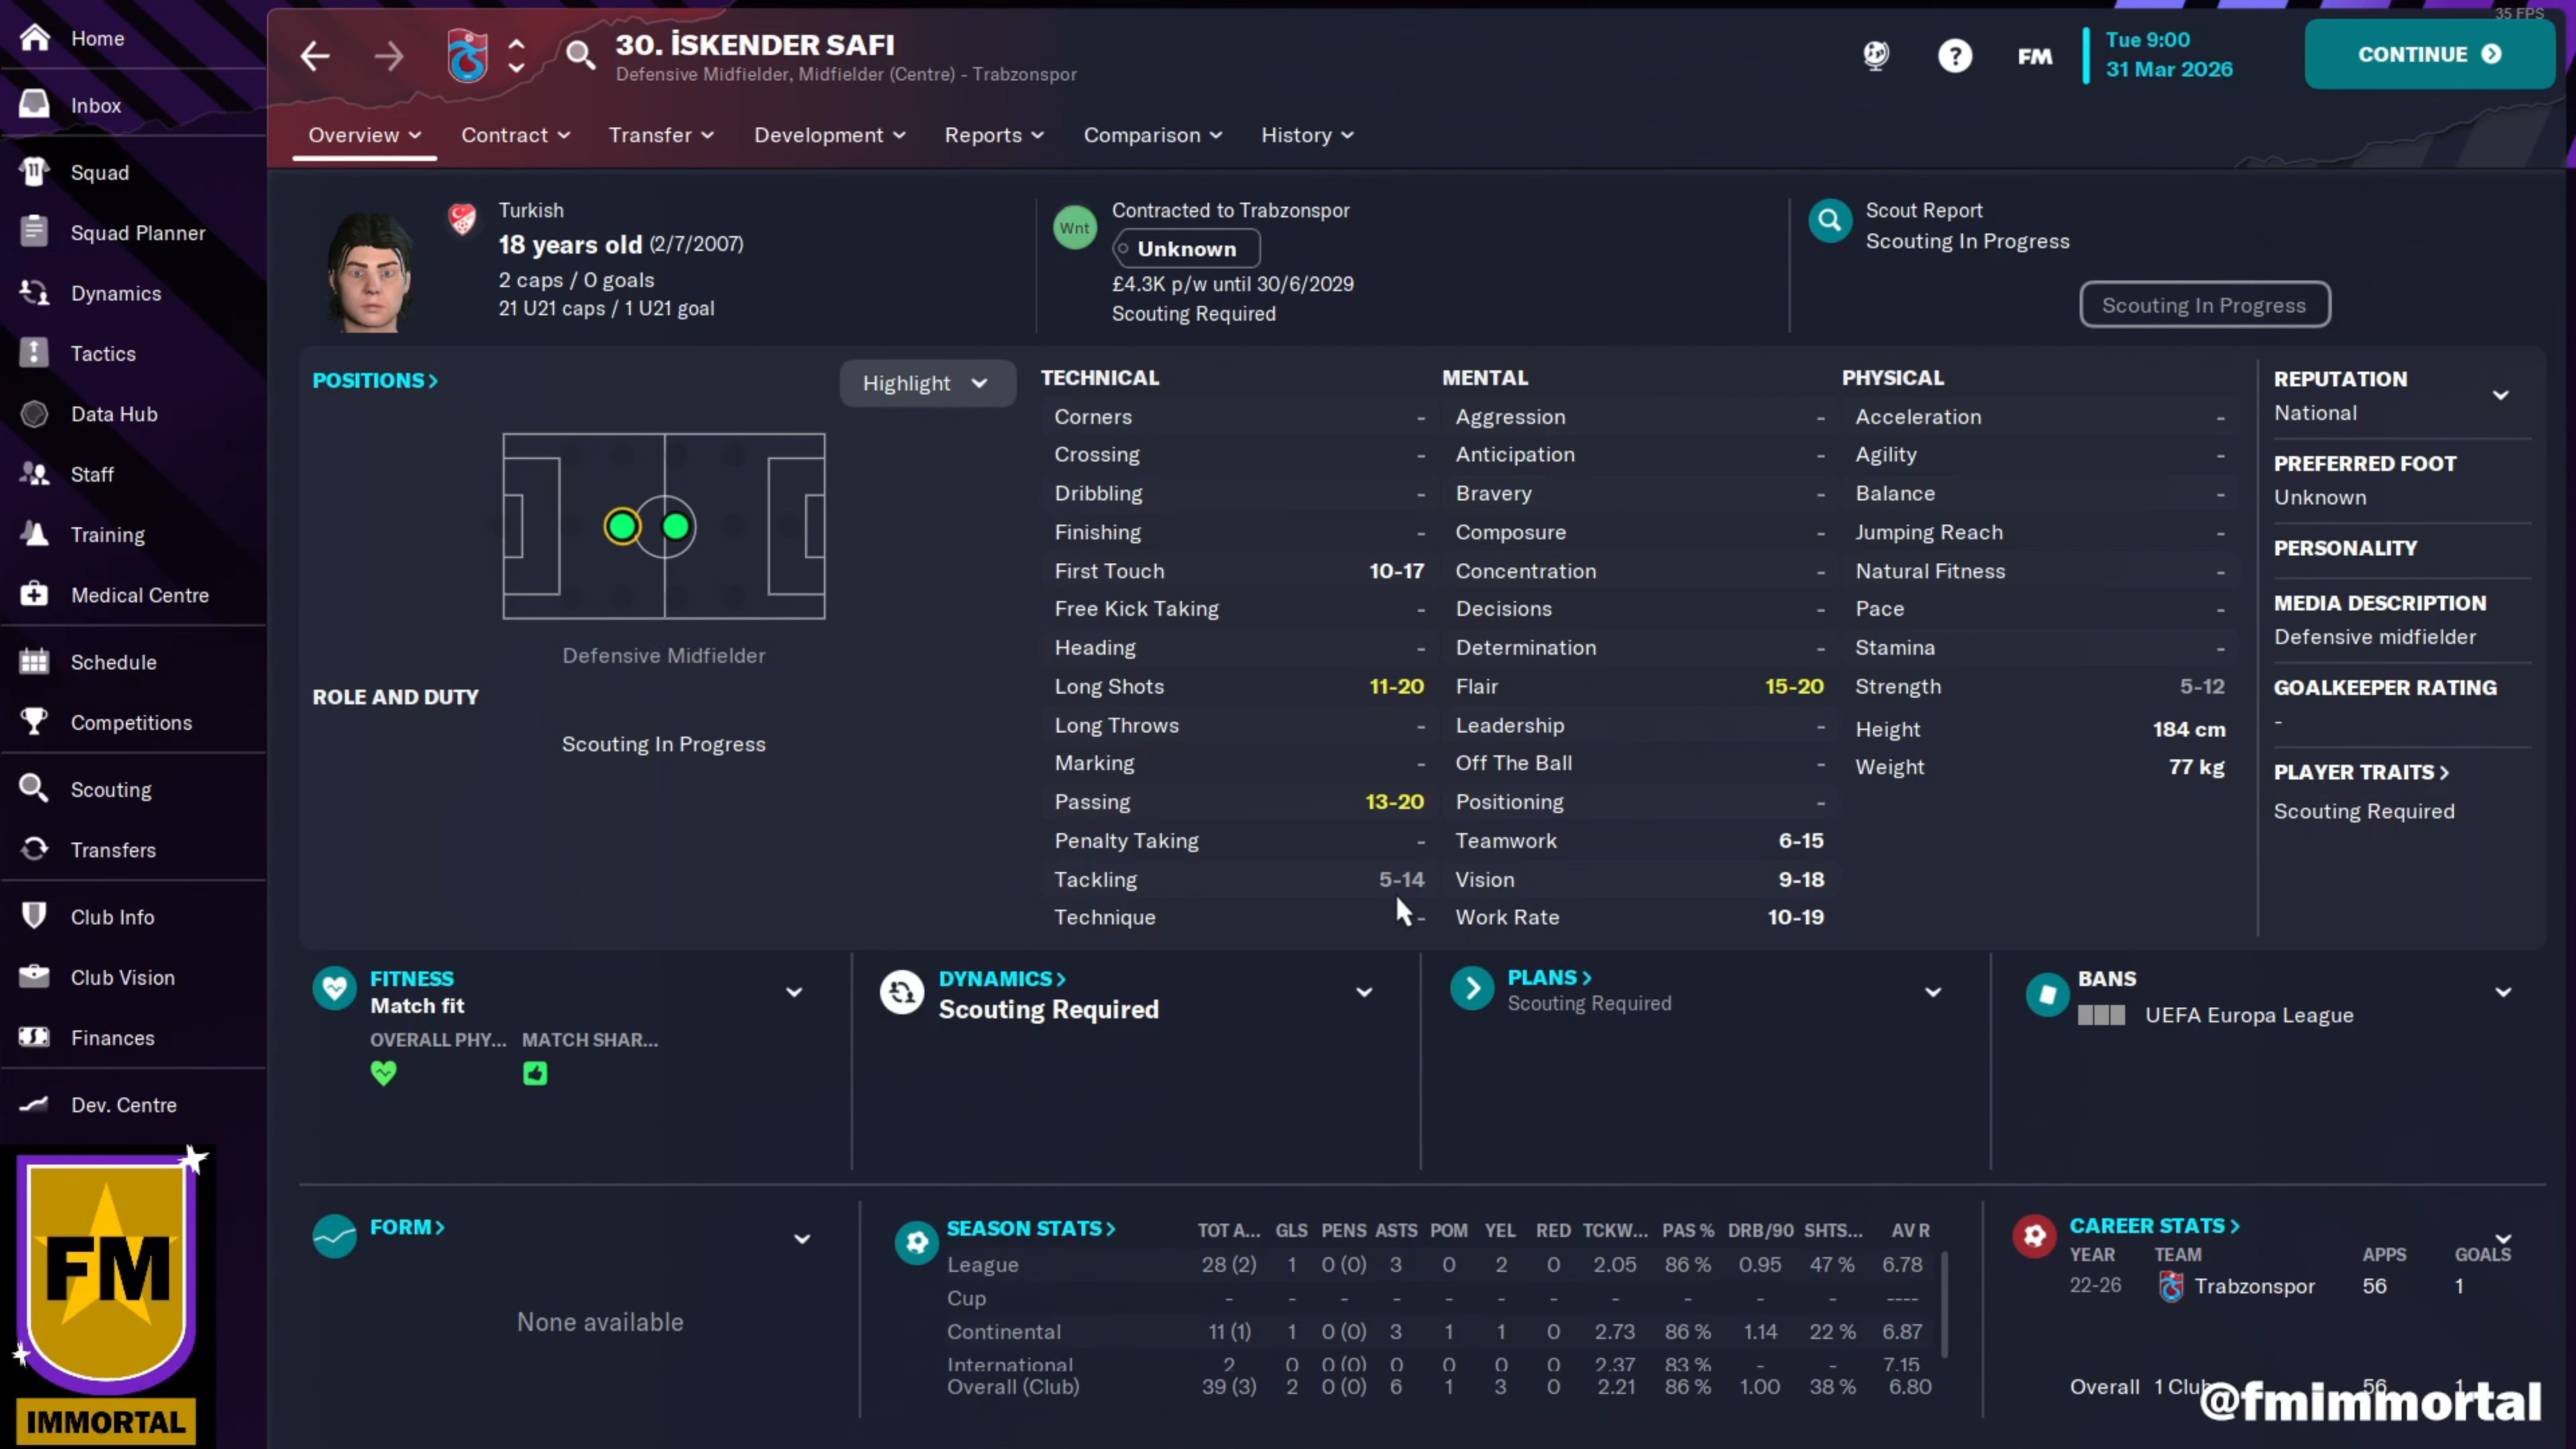 Home
Inbox
Squad
Squad Planner
Dynamics
Tactics
Data Hub
Staff
Training
Medical Centre
Schedule
Competitions
Scouting
Transfers
Club Info
Club Vision
Finances
Dev. Centre
FM
IMMORTAL
30. İSKENDER SAFI
Defensive Midfielder, Midfielder (Centre) - Trabzonspor
FM
Tue 9:00
31 Mar 2026
35 FPS
CONTINUE
Overview
Contract
Transfer
Development
Reports
Comparison
History
Turkish
18 years old (2/7/2007)
2 caps / 0 goals
21 U21 caps / 1 U21 goal
Wnt
Contracted to Trabzonspor
Unknown
£4.3K p/w until 30/6/2029
Scouting Required
Scout Report
Scouting In Progress
Scouting In Progress
POSITIONS
Highlight
Defensive Midfielder
ROLE AND DUTY
Scouting In Progress
TECHNICAL
Corners -
Crossing -
Dribbling -
Finishing -
First Touch 10-17
Free Kick Taking -
Heading -
Long Shots 11-20
Long Throws -
Marking -
Passing 13-20
Penalty Taking -
Tackling 5-14
Technique -
MENTAL
Aggression -
Anticipation -
Bravery -
Composure -
Concentration -
Decisions -
Determination -
Flair 15-20
Leadership -
Off The Ball -
Positioning -
Teamwork 6-15
Vision 9-18
Work Rate 10-19
PHYSICAL
Acceleration -
Agility -
Balance -
Jumping Reach -
Natural Fitness -
Pace -
Stamina -
Strength 5-12
Height 184 cm
Weight 77 kg
REPUTATION
National
PREFERRED FOOT
Unknown
PERSONALITY
MEDIA DESCRIPTION
Defensive midfielder
GOALKEEPER RATING
-
PLAYER TRAITS
Scouting Required
FITNESS
Match fit
OVERALL PHY... MATCH SHAR...
DYNAMICS
Scouting Required
PLANS
Scouting Required
BANS
UEFA Europa League
FORM
None available
SEASON STATS TOT A... GLS PENS ASTS POM YEL RED TCKW... PAS % DRB/90 SHTS... AV R
League 28 (2) 1 0 (0) 3 0 2 0 2.05 86 % 0.95 47 % 6.78
Cup - - - - - - - - - - - ----
Continental 11 (1) 1 0 (0) 3 1 1 0 2.73 86 % 1.14 22 % 6.87
International 2 0 0 (0) 0 0 0 0 2.37 83 % - - 7.15
Overall (Club) 39 (3) 2 0 (0) 6 1 3 0 2.21 86 % 1.00 38 % 6.80
CAREER STATS
YEAR TEAM APPS GOALS
22-26 Trabzonspor 56 1
Overall 1 Club 56 1
@fmimmortal